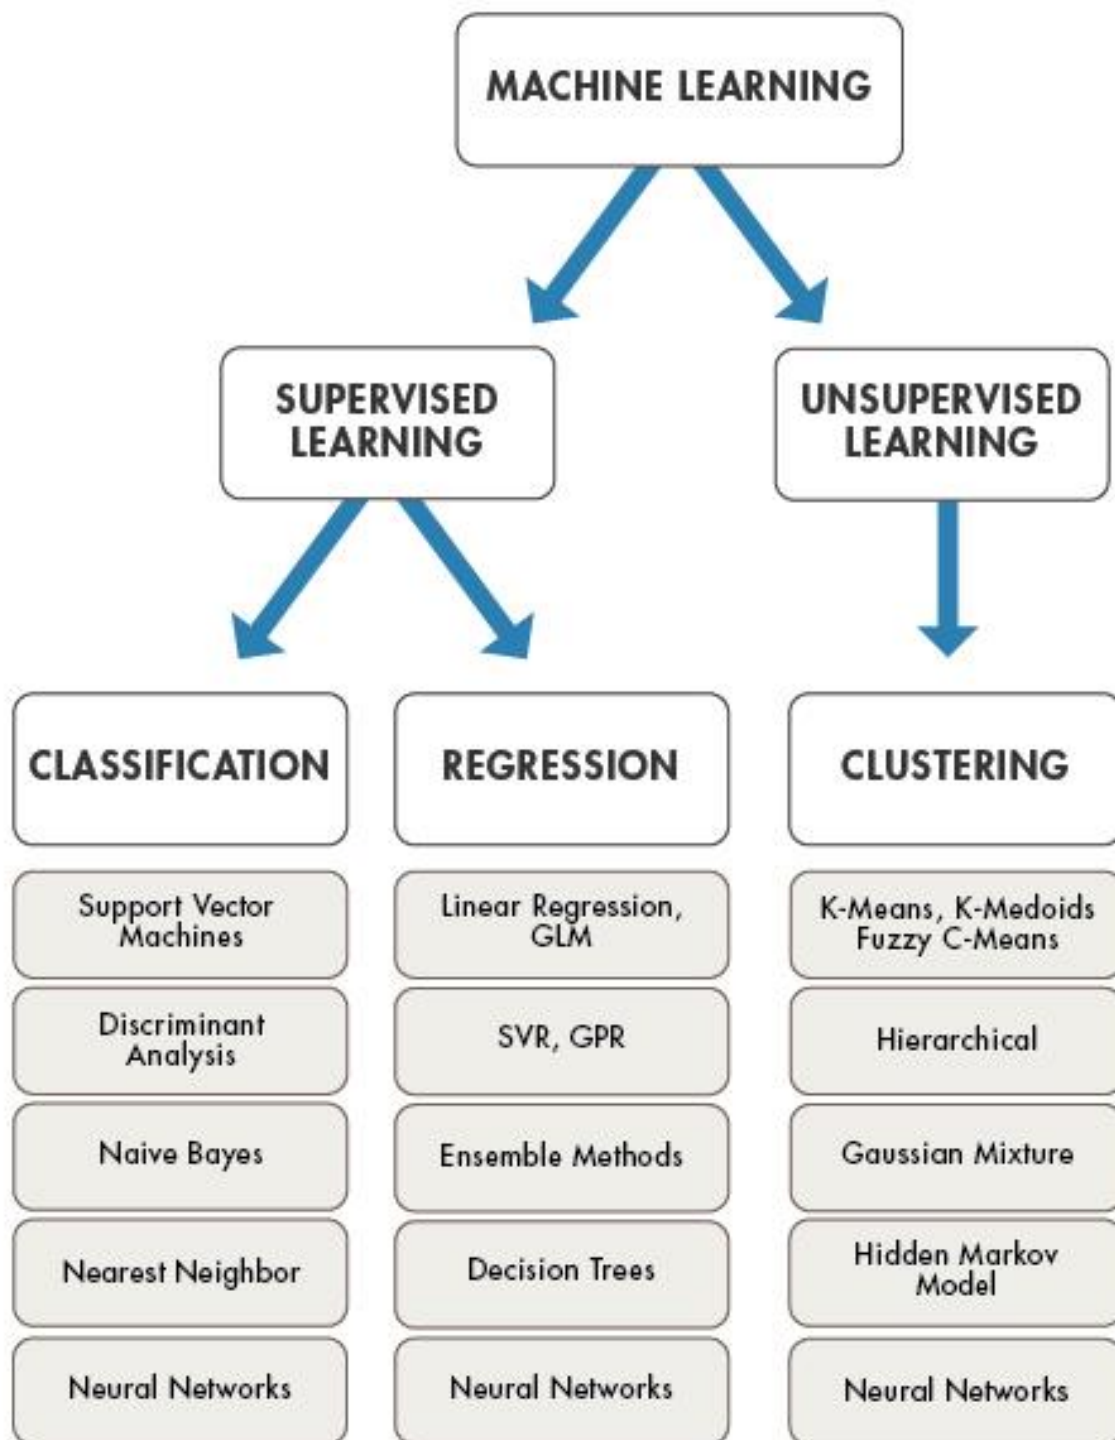 MACHINE LEARNING
SUPERVISED
LEARNING
UNSUPERVISED
LEARNING
CLASSIFICATION
Support Vector
Machines
Discriminant
Analysis
Naive Bayes
Nearest Neighbor
Neural Networks
REGRESSION
Linear Regression,
GLM
SVR, GPR
Ensemble Methods
Decision Trees
Neural Networks
CLUSTERING
K-Means, K-Medoids
Fuzzy C-Means
Hierarchical
Gaussian Mixture
Hidden Markov
Model
Neural Networks